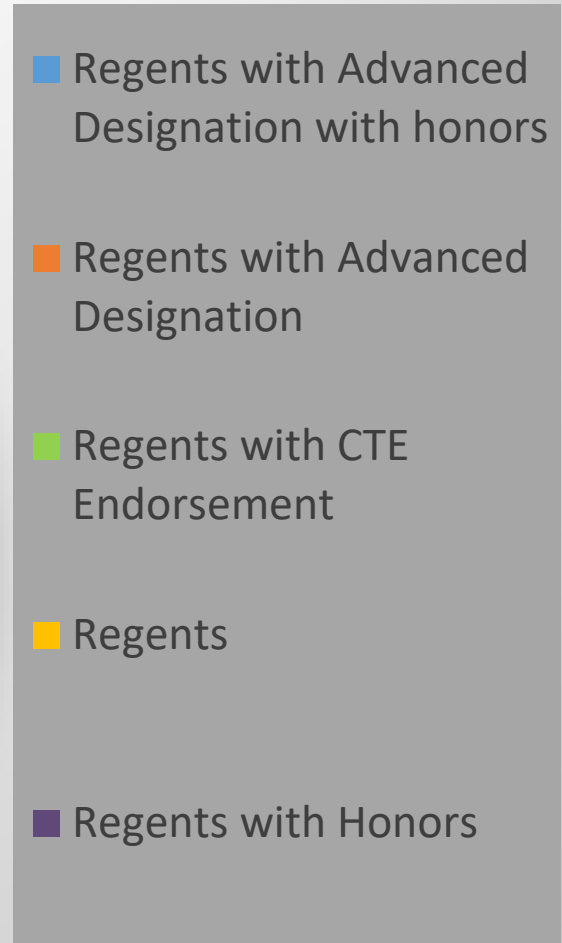 Regents with Advanced
Designation with honors
Regents with Advanced
Designation
Regents with CTE
Endorsement
Regents
Regents with Honors